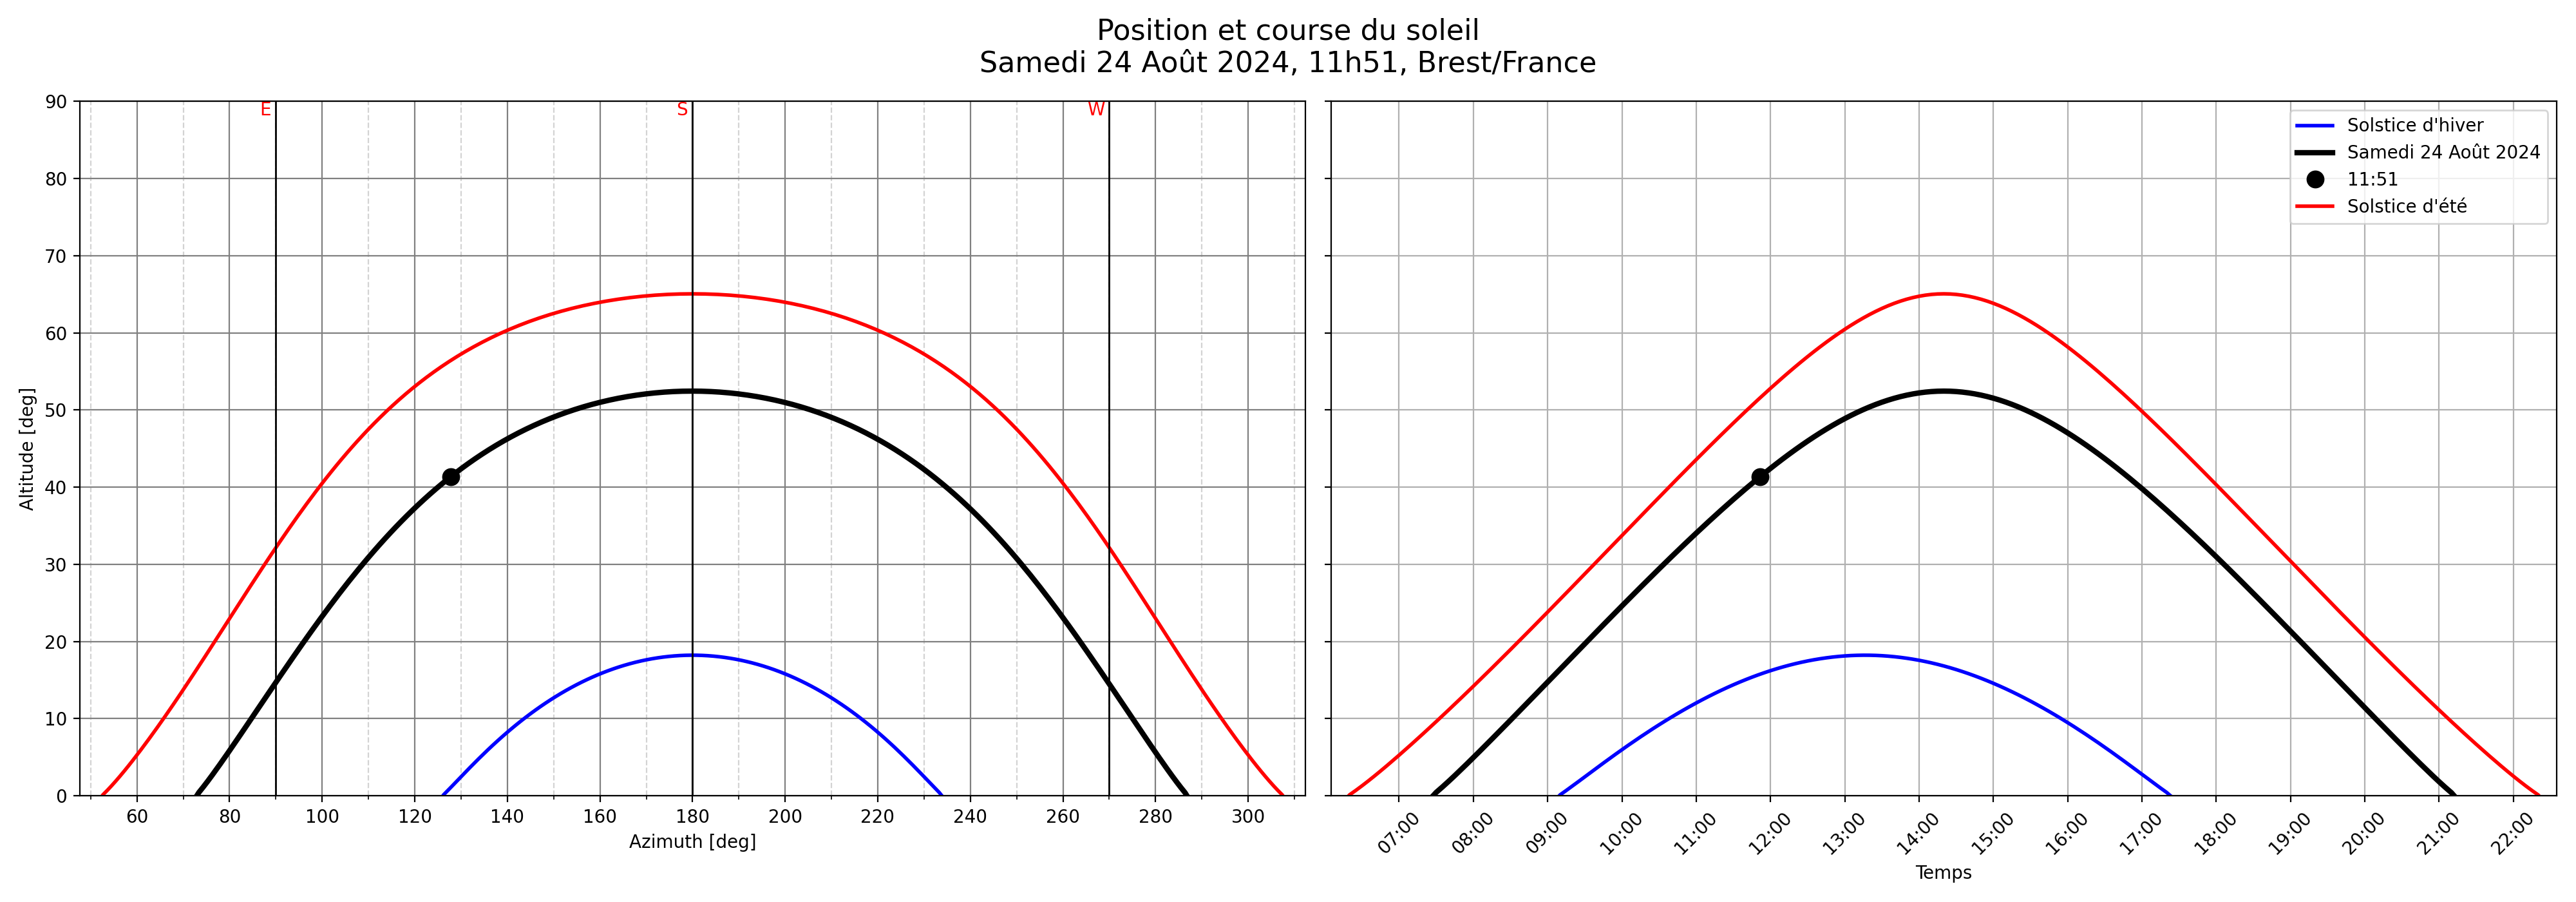 Position et course du soleil
Samedi 24 Août 2024, 11h51, Brest/France
E
S
W
90
80
70
60
50
40
30
20
10
0
Altitude [deg]
60 80 100 120 140 160 180 200 220 240 260 280 300
Azimuth [deg]
Solstice d'hiver
Samedi 24 Août 2024
11:51
Solstice d'été
07:00 08:00 09:00 10:00 11:00 12:00 13:00 14:00 15:00 16:00 17:00 18:00 19:00 20:00 21:00 22:00
Temps